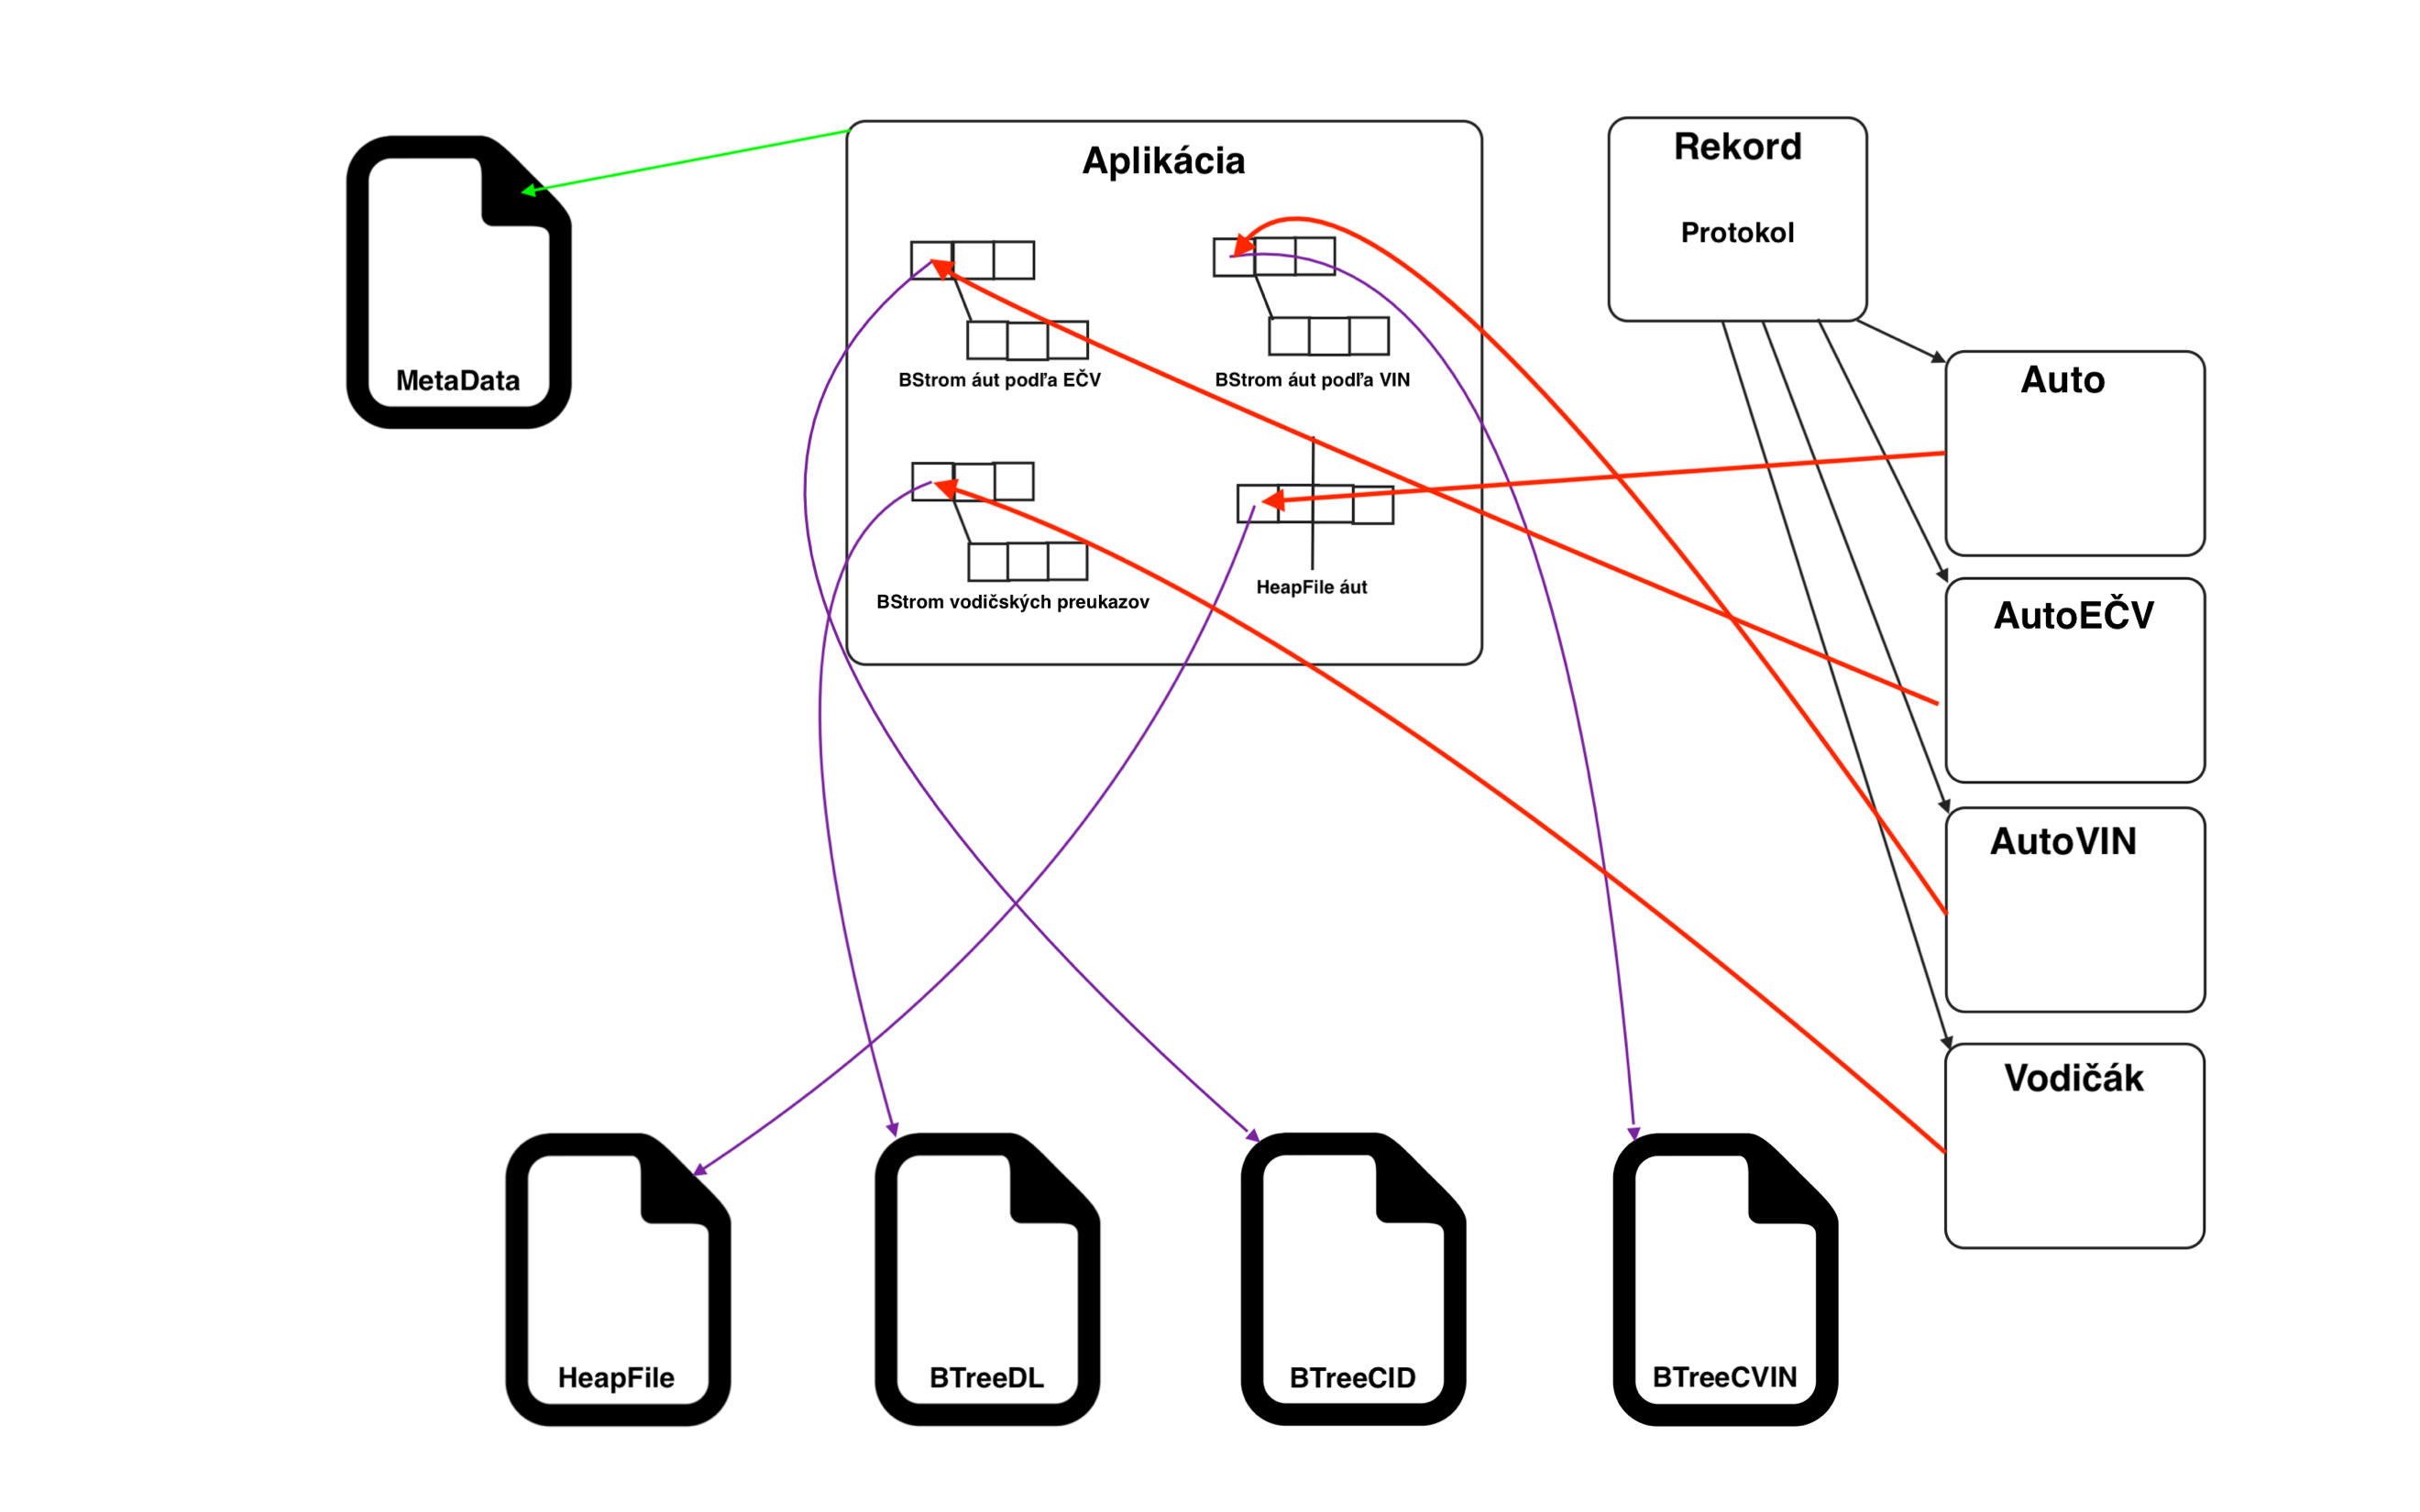 MetaData
Aplikácia
BStrom áut podľa EČV
BStrom áut podľa VIN
BStrom vodičských preukazov
HeapFile áut
Rekord
Protokol
Auto
AutoEČV
AutoVIN
Vodičák
HeapFile
BTreeDL
BTreeCID
BTreeCVIN